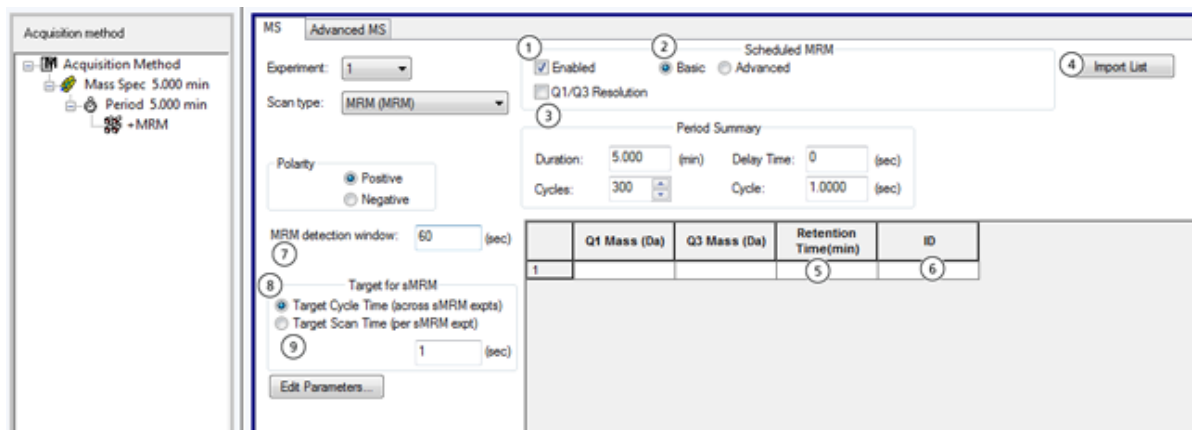 Acquisition method
Acquisition Method
Mass Spec 5.000 min
Period 5.000 min
+MRM
MS
Advanced MS
Experiment: 1
Scan type: MRM (MRM)
1
2
Scheduled MRM
Enabled
Basic
Advanced
Q1/Q3 Resolution
3
4
Import List
Period Summary
Duration: 5.000 (min) Delay Time: 0 (sec)
Cycles: 300 Cycle: 1.0000 (sec)
Polarity
Positive
Negative
MRM detection window: 60 (sec)
7
8
Target for sMRM
Target Cycle Time (across sMRM expts)
Target Scan Time (per sMRM expt)
9
1 (sec)
Edit Parameters...
Q1 Mass (Da) Q3 Mass (Da) Retention Time(min) ID
1
5
6